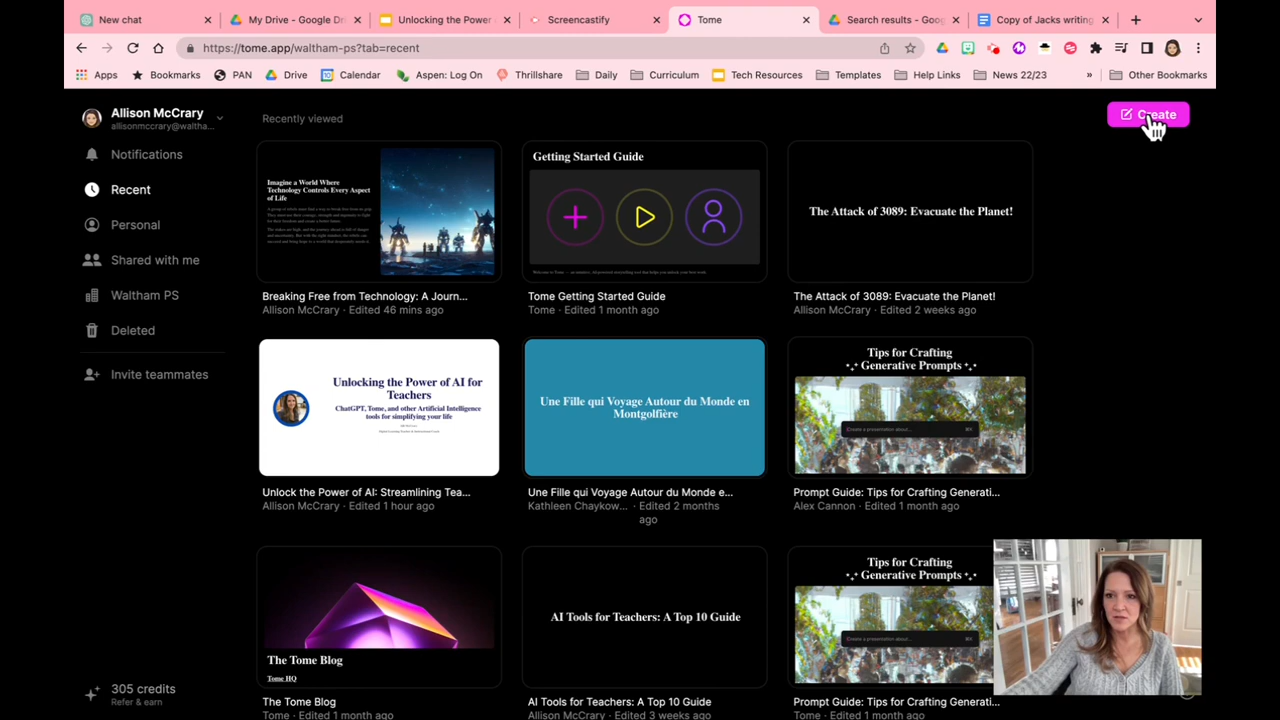 New chat
My Drive - Google Dri
Unlocking the Power
Screencastify
Tome
Search results - Goog
Copy of Jacks writing
https://tome.app/waltham-ps?tab=recent
Apps
Bookmarks
PAN
Drive
Calendar
Aspen: Log On
Thrillshare
Daily
Curriculum
Tech Resources
Templates
Help Links
News 22/23
»
Other Bookmarks
Allison McCrary
allisonmccrary@waltha...
Notifications
Recent
Personal
Shared with me
Waltham PS
Deleted
Invite teammates
305 credits
Refer & earn
Recently viewed
Create
Imagine a World Where
Technology Controls Every Aspect
of Life
Breaking Free from Technology: A Journ...
Allison McCrary · Edited 46 mins ago
Getting Started Guide
Tome Getting Started Guide
Tome · Edited 1 month ago
The Attack of 3089: Evacuate the Planet!
The Attack of 3089: Evacuate the Planet!
Allison McCrary · Edited 2 weeks ago
Unlocking the Power of AI for
Teachers
ChatGPT, Tome, and other Artificial Intelligence
tools for simplifying your life
Unlock the Power of AI: Streamlining Tea...
Allison McCrary · Edited 1 hour ago
Une Fille qui Voyage Autour du Monde en
Montgolfière
Une Fille qui Voyage Autour du Monde e...
Kathleen Chaykow... · Edited 2 months
ago
Tips for Crafting
Generative Prompts
Create a presentation about...
Prompt Guide: Tips for Crafting Generati...
Alex Cannon · Edited 1 month ago
The Tome Blog
Tome HQ
The Tome Blog
Tome · Edited 1 month ago
AI Tools for Teachers: A Top 10 Guide
AI Tools for Teachers: A Top 10 Guide
Allison McCrary · Edited 3 weeks ago
Tips for Crafting
Generative Prompts
Create a presentation about...
Prompt Guide: Tips for Crafting Generati...
Tome · Edited 1 month ago